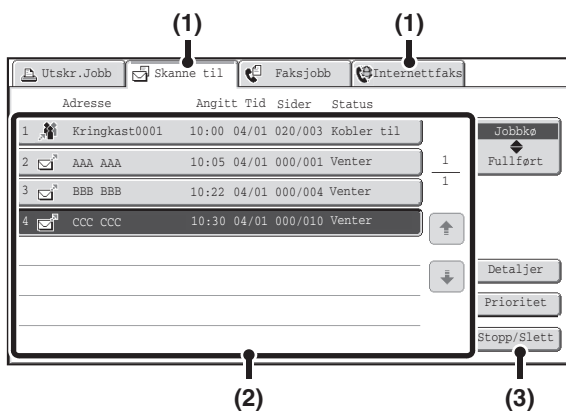 (1) (1)
Utskr.Jobb Skanne til Faksjobb Internettfaks
Adresse Angitt Tid Sider Status
1 Kringkast0001 10:00 04/01 020/003 Kobler til
Jobbkø
2 AAA AAA 10:05 04/01 000/001 Venter
1
Fullført
3 BBB BBB 10:22 04/01 000/004 Venter
1
4 CCC CCC 10:30 04/01 000/010 Venter
Detaljer
Prioritet
Stopp/Slett
(2) (3)